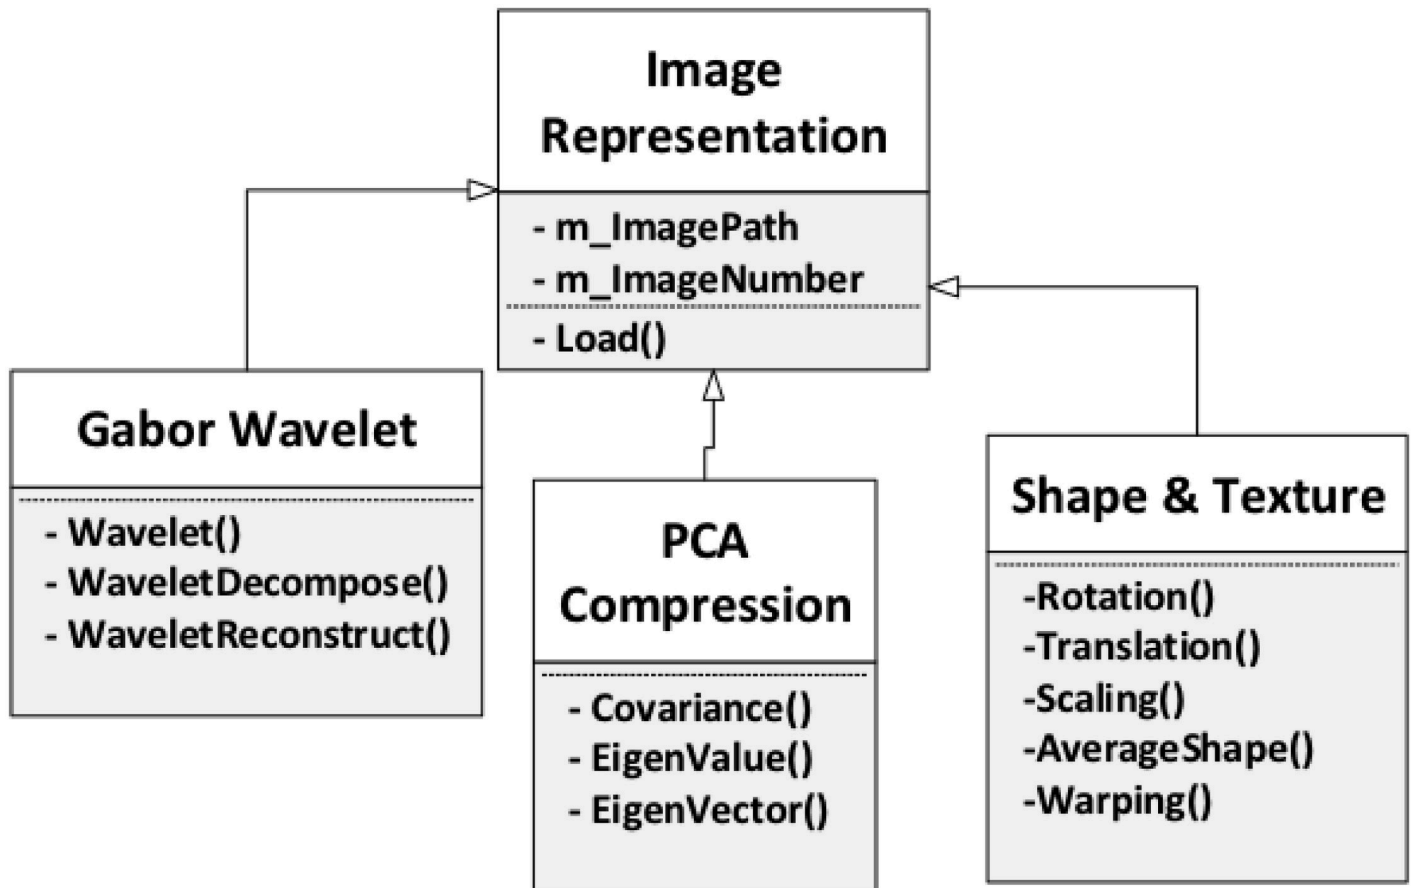 Image
Representation
- m_ImagePath
- m_ImageNumber
- Load()
Gabor Wavelet
- Wavelet()
- WaveletDecompose()
- WaveletReconstruct()
PCA
Compression
- Covariance()
- EigenValue()
- EigenVector()
Shape & Texture
-Rotation()
-Translation()
-Scaling()
-AverageShape()
-Warping()